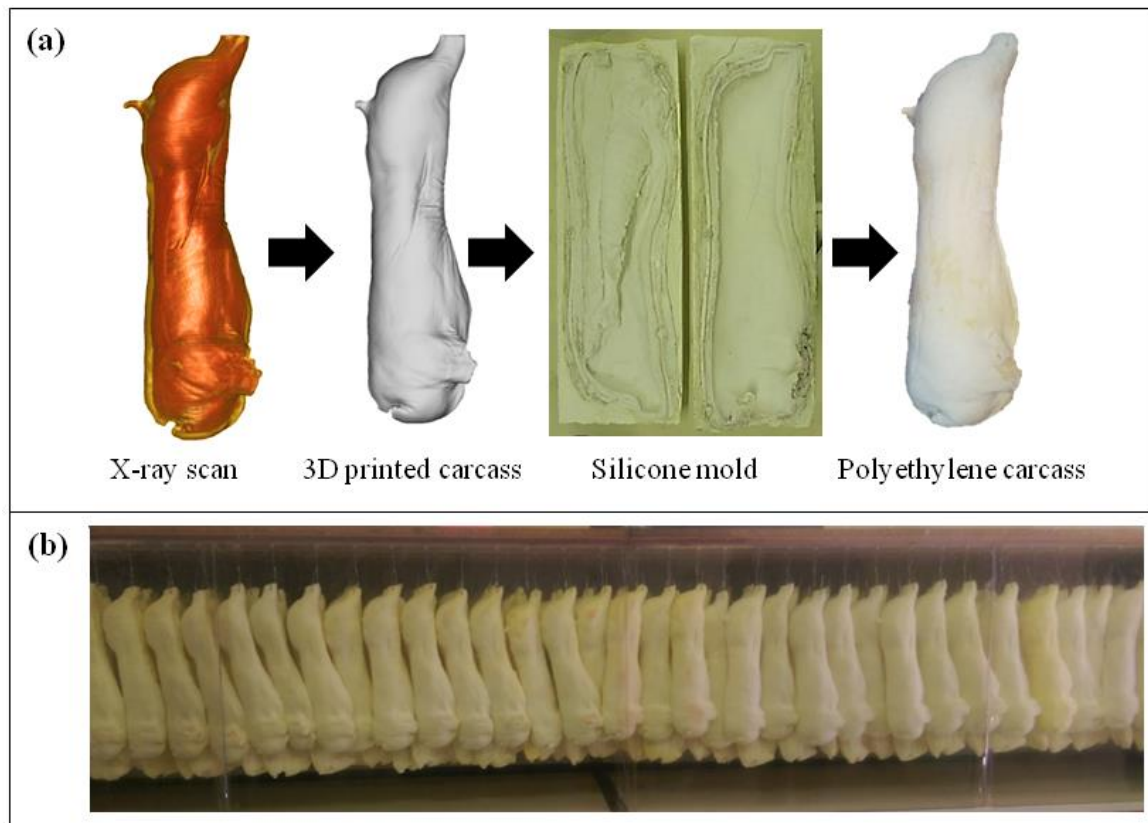 (a)
X-ray scan
3D printed carcass
Silicone mold
Polyethylene carcass
(b)